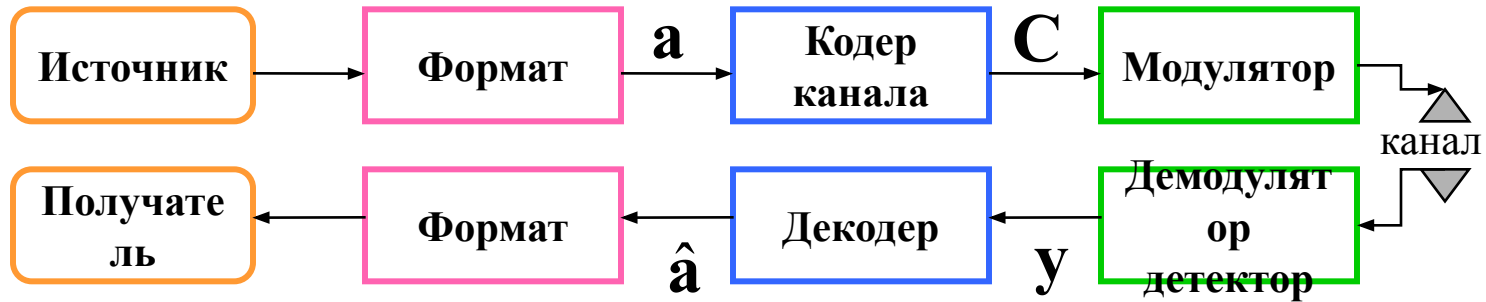 Источник
Формат
a
Кодер
канала
C
Модулятор
канал
Получате
ль
Формат
â
Декодер
y
Демодулят
ор
детектор